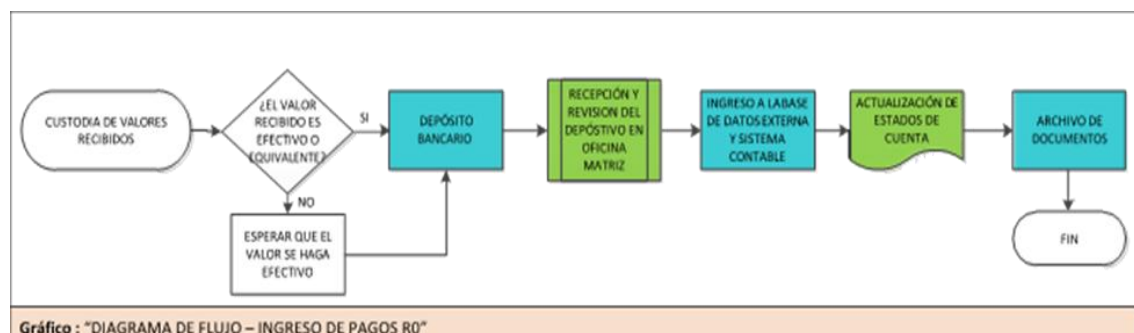 CUSTODIA DE VALORES
RECIBIDOS
¿EL VALOR
RECIBIDO ES
EFECTIVO O
EQUIVALENTE?
SI
NO
ESPERAR QUE EL
VALOR SE HAGA
EFECTIVO
DEPÓSITO
BANCARIO
RECEPCIÓN Y
REVISION DEL
DEPÓSTIVO EN
OFICINA
MATRIZ
INGRESO A LABASE
DE DATOS EXTERNA
Y SISTEMA
CONTABLE
ACTUALIZACIÓN DE
ESTADOS DE
CUENTA
ARCHIVO DE
DOCUMENTOS
FIN
Gráfico : "DIAGRAMA DE FLUJO – INGRESO DE PAGOS R0"